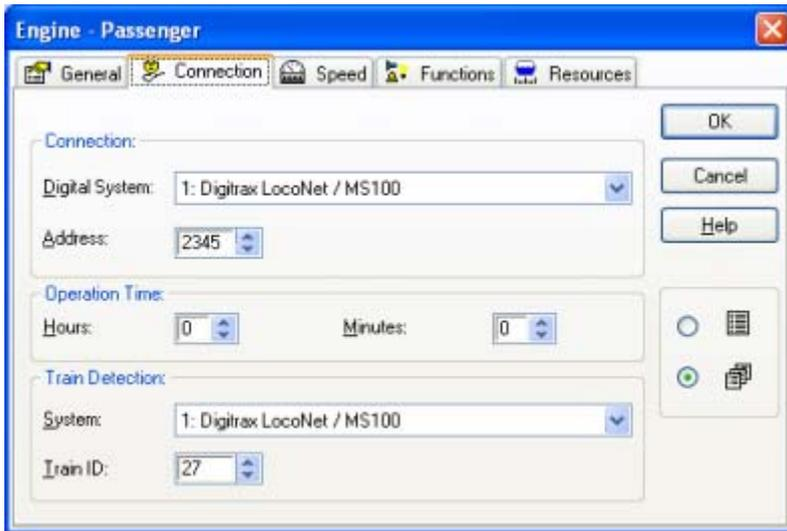 Engine - Passenger
General Connection Speed Functions Resources
Connection:
Digital System: 1: Digitrax LocoNet / MS100
Address: 2345
Operation Time:
Hours: 0 Minutes: 0
Train Detection:
System: 1: Digitrax LocoNet / MS100
Train ID: 27
OK
Cancel
Help